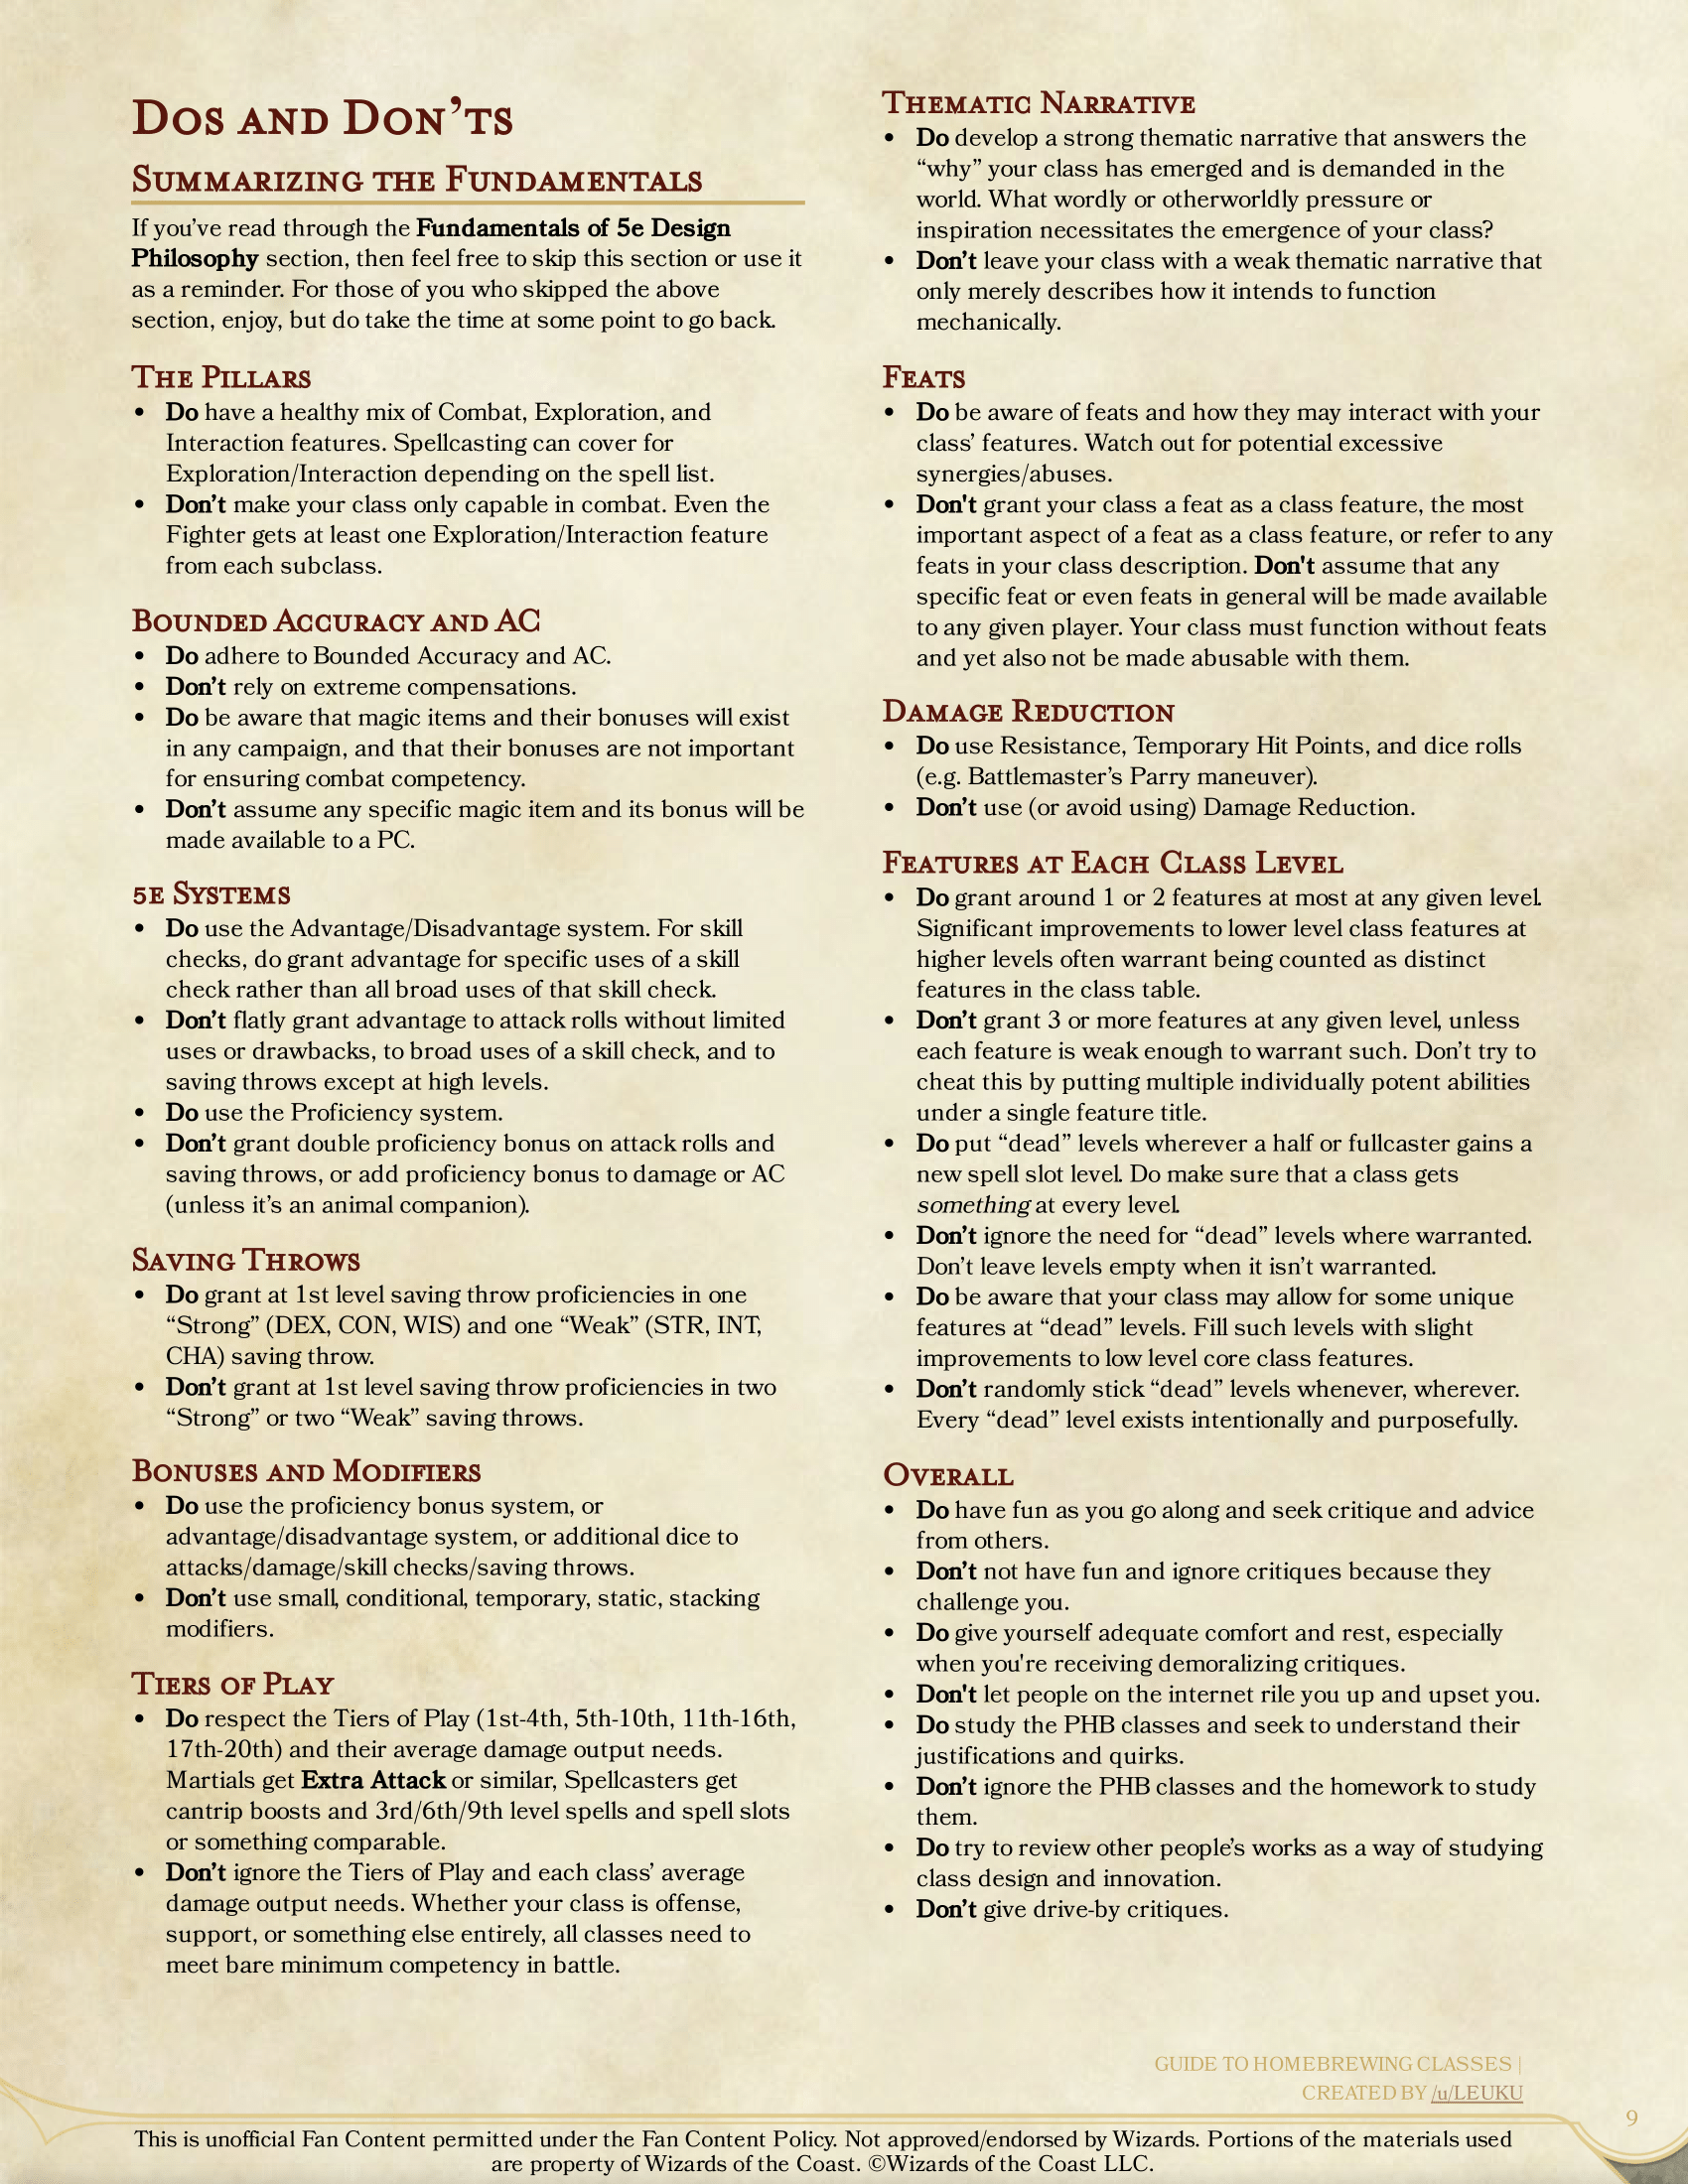 Dos and Don’ts
Summarizing the Fundamentals
If you’ve read through the Fundamentals of 5e Design
Philosophy section, then feel free to skip this section or use it
as a reminder. For those of you who skipped the above
section, enjoy, but do take the time at some point to go back.
The Pillars
• Do have a healthy mix of Combat, Exploration, and
Interaction features. Spellcasting can cover for
Exploration/Interaction depending on the spell list.
• Don’t make your class only capable in combat. Even the
Fighter gets at least one Exploration/Interaction feature
from each subclass.
Bounded Accuracy and AC
• Do adhere to Bounded Accuracy and AC.
• Don’t rely on extreme compensations.
• Do be aware that magic items and their bonuses will exist
in any campaign, and that their bonuses are not important
for ensuring combat competency.
• Don’t assume any specific magic item and its bonus will be
made available to a PC.
5e Systems
• Do use the Advantage/Disadvantage system. For skill
checks, do grant advantage for specific uses of a skill
check rather than all broad uses of that skill check.
• Don’t flatly grant advantage to attack rolls without limited
uses or drawbacks, to broad uses of a skill check, and to
saving throws except at high levels.
• Do use the Proficiency system.
• Don’t grant double proficiency bonus on attack rolls and
saving throws, or add proficiency bonus to damage or AC
(unless it’s an animal companion).
Saving Throws
• Do grant at 1st level saving throw proficiencies in one
“Strong” (DEX, CON, WIS) and one “Weak” (STR, INT,
CHA) saving throw.
• Don’t grant at 1st level saving throw proficiencies in two
“Strong” or two “Weak” saving throws.
Bonuses and Modifiers
• Do use the proficiency bonus system, or
advantage/disadvantage system, or additional dice to
attacks/damage/skill checks/saving throws.
• Don’t use small, conditional, temporary, static, stacking
modifiers.
Tiers of Play
• Do respect the Tiers of Play (1st-4th, 5th-10th, 11th-16th,
17th-20th) and their average damage output needs.
Martials get Extra Attack or similar, Spellcasters get
cantrip boosts and 3rd/6th/9th level spells and spell slots
or something comparable.
• Don’t ignore the Tiers of Play and each class’ average
damage output needs. Whether your class is offense,
support, or something else entirely, all classes need to
meet bare minimum competency in battle.
Thematic Narrative
• Do develop a strong thematic narrative that answers the
“why” your class has emerged and is demanded in the
world. What wordly or otherworldly pressure or
inspiration necessitates the emergence of your class?
• Don’t leave your class with a weak thematic narrative that
only merely describes how it intends to function
mechanically.
Feats
• Do be aware of feats and how they may interact with your
class’ features. Watch out for potential excessive
synergies/abuses.
• Don't grant your class a feat as a class feature, the most
important aspect of a feat as a class feature, or refer to any
feats in your class description. Don't assume that any
specific feat or even feats in general will be made available
to any given player. Your class must function without feats
and yet also not be made abusable with them.
Damage Reduction
• Do use Resistance, Temporary Hit Points, and dice rolls
(e.g. Battlemaster’s Parry maneuver).
• Don’t use (or avoid using) Damage Reduction.
Features at Each Class Level
• Do grant around 1 or 2 features at most at any given level.
Significant improvements to lower level class features at
higher levels often warrant being counted as distinct
features in the class table.
• Don’t grant 3 or more features at any given level, unless
each feature is weak enough to warrant such. Don’t try to
cheat this by putting multiple individually potent abilities
under a single feature title.
• Do put “dead” levels wherever a half or fullcaster gains a
new spell slot level. Do make sure that a class gets
something at every level.
• Don’t ignore the need for “dead” levels where warranted.
Don’t leave levels empty when it isn’t warranted.
• Do be aware that your class may allow for some unique
features at “dead” levels. Fill such levels with slight
improvements to low level core class features.
• Don’t randomly stick “dead” levels whenever, wherever.
Every “dead” level exists intentionally and purposefully.
Overall
• Do have fun as you go along and seek critique and advice
from others.
• Don’t not have fun and ignore critiques because they
challenge you.
• Do give yourself adequate comfort and rest, especially
when you're receiving demoralizing critiques.
• Don't let people on the internet rile you up and upset you.
• Do study the PHB classes and seek to understand their
justifications and quirks.
• Don’t ignore the PHB classes and the homework to study
them.
• Do try to review other people’s works as a way of studying
class design and innovation.
• Don’t give drive-by critiques.
GUIDE TO HOMEBREWING CLASSES |
CREATED BY /u/LEUKU
9
This is unofficial Fan Content permitted under the Fan Content Policy. Not approved/endorsed by Wizards. Portions of the materials used
are property of Wizards of the Coast. ©Wizards of the Coast LLC.